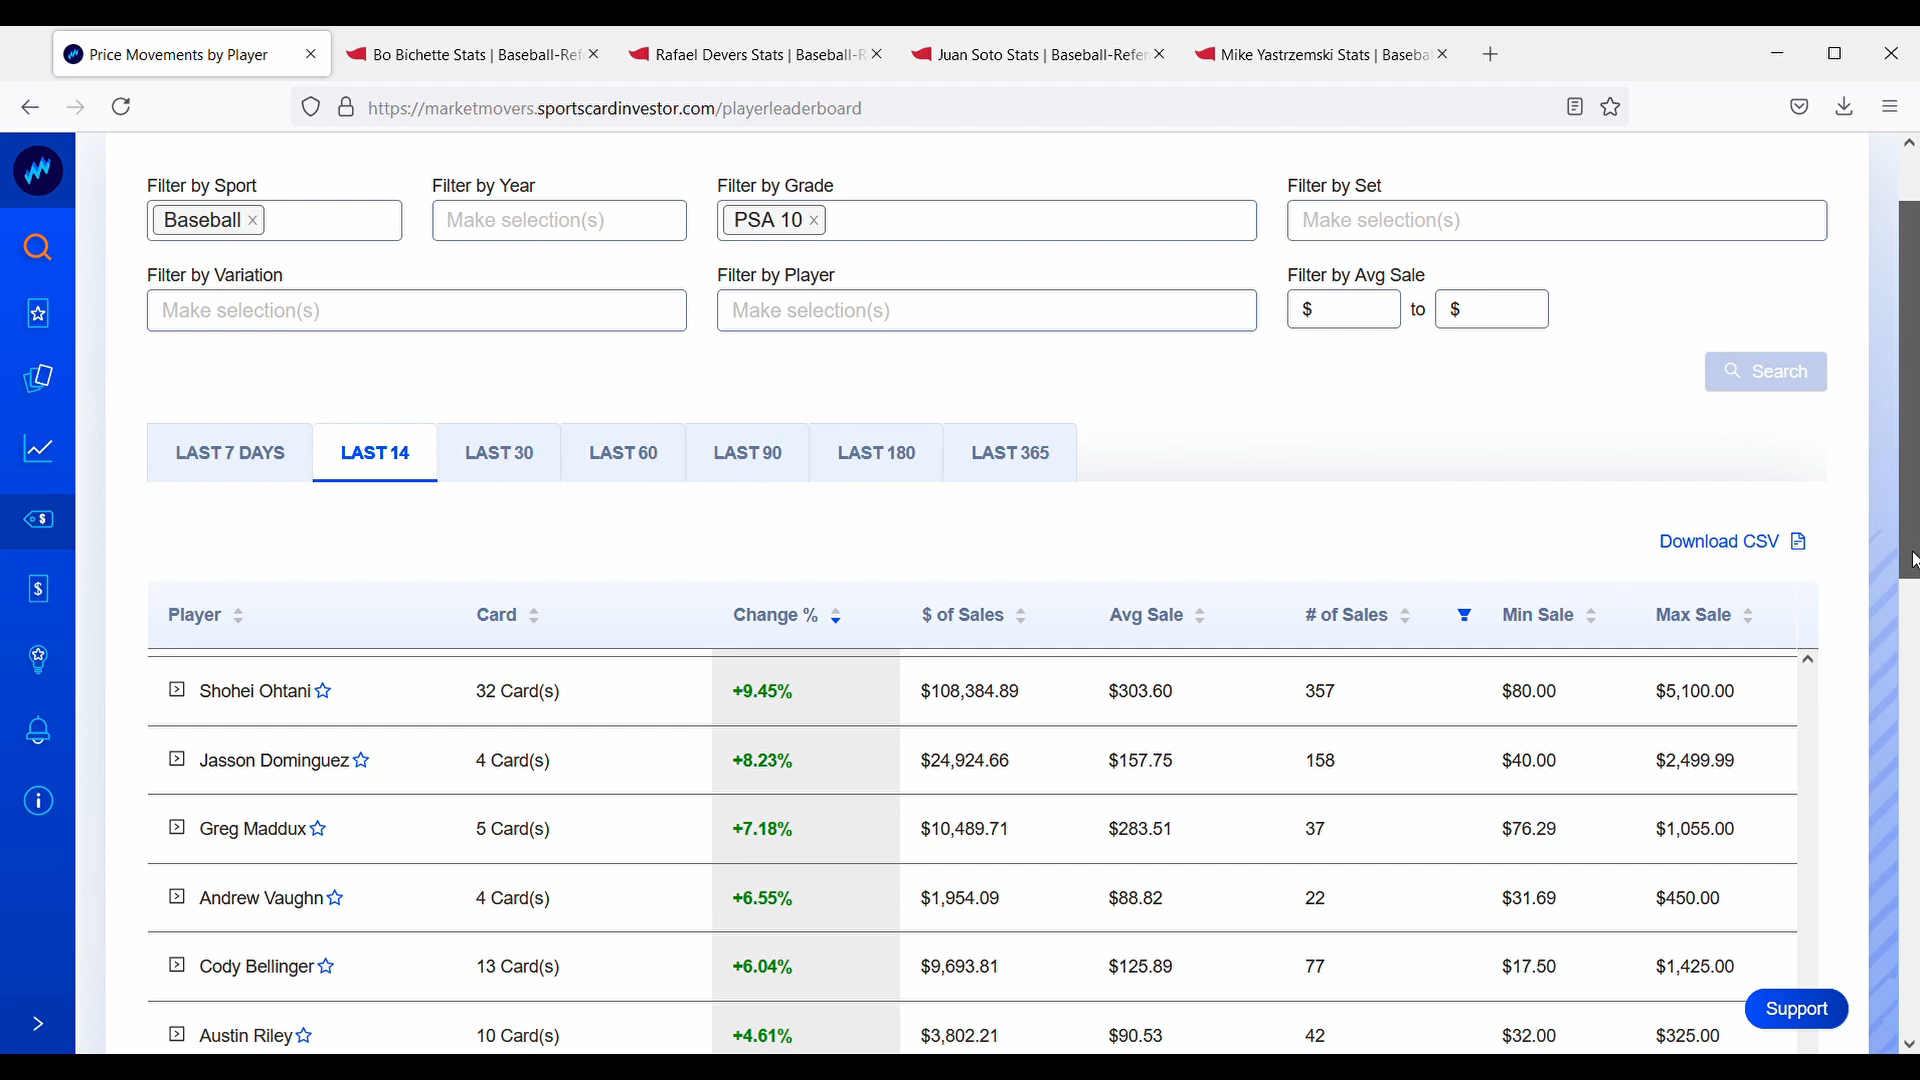 Price Movements by Player
Bo Bichette Stats | Baseball-Ref
Rafael Devers Stats | Baseball-R
Juan Soto Stats | Baseball-Refer
Mike Yastrzemski Stats | Baseba
https://marketmovers.sportscardinvestor.com/playerleaderboard
Filter by Sport Filter by Year Filter by Grade Filter by Set
Baseball × Make selection(s) PSA 10 × Make selection(s)
Filter by Variation Filter by Player Filter by Avg Sale
Make selection(s) Make selection(s) $ to $
Search
LAST 7 DAYS LAST 14 LAST 30 LAST 60 LAST 90 LAST 180 LAST 365
Download CSV
Player Card Change % $ of Sales Avg Sale # of Sales Min Sale Max Sale
Shohei Ohtani 32 Card(s) +9.45% $108,384.89 $303.60 357 $80.00 $5,100.00
Jasson Dominguez 4 Card(s) +8.23% $24,924.66 $157.75 158 $40.00 $2,499.99
Greg Maddux 5 Card(s) +7.18% $10,489.71 $283.51 37 $76.29 $1,055.00
Andrew Vaughn 4 Card(s) +6.55% $1,954.09 $88.82 22 $31.69 $450.00
Cody Bellinger 13 Card(s) +6.04% $9,693.81 $125.89 77 $17.50 $1,425.00
Austin Riley 10 Card(s) +4.61% $3,802.21 $90.53 42 $32.00 $325.00
Support